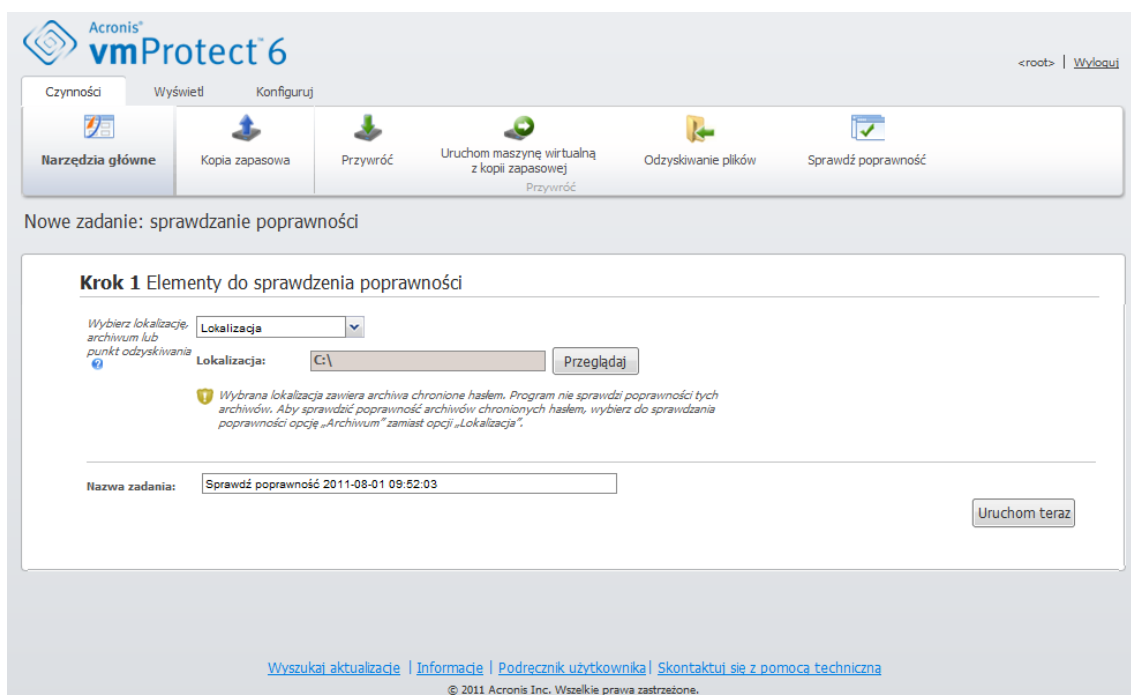 Acronis®
vmProtect™ 6
<root> | Wyloguj
Czynności Wyświetl Konfiguruj
Narzędzia główne
Kopia zapasowa
Przywróć
Uruchom maszynę wirtualną
z kopii zapasowej
Odzyskiwanie plików
Sprawdź poprawność
Przywróć
Nowe zadanie: sprawdzanie poprawności
Krok 1 Elementy do sprawdzenia poprawności
Wybierz lokalizację,
archiwum lub
punkt odzyskiwania
Lokalizacja
Lokalizacja: C:\ Przeglądaj
Wybrana lokalizacja zawiera archiwa chronione hasłem. Program nie sprawdzi poprawności tych
archiwów. Aby sprawdzić poprawność archiwów chronionych hasłem, wybierz do sprawdzania
poprawności opcję „Archiwum” zamiast opcji „Lokalizacja”.
Nazwa zadania: Sprawdź poprawność 2011-08-01 09:52:03
Uruchom teraz
Wyszukaj aktualizacje | Informacje | Podręcznik użytkownika | Skontaktuj się z pomocą techniczną
© 2011 Acronis Inc. Wszelkie prawa zastrzeżone.